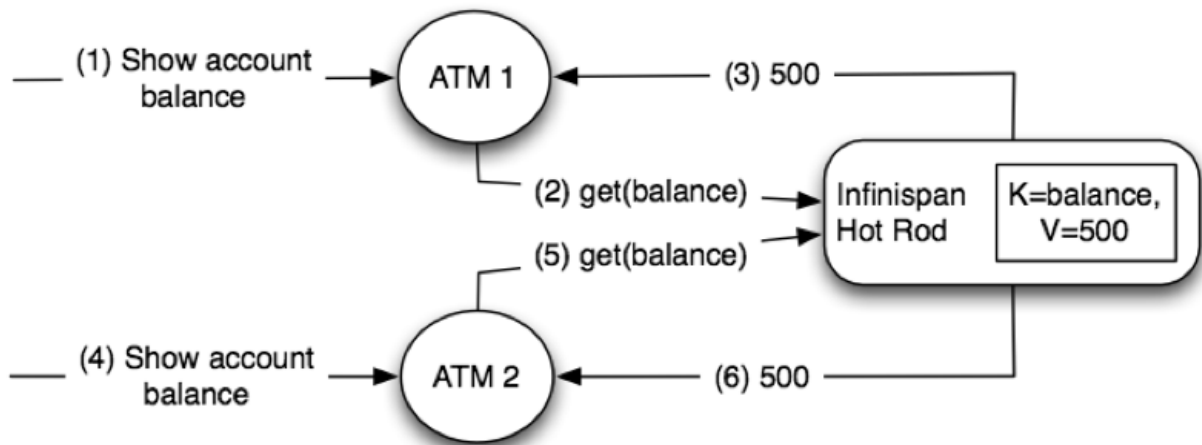 (1) Show account
balance
ATM 1
(3) 500
(2) get(balance)
Infinispan
Hot Rod
K=balance,
V=500
(5) get(balance)
(4) Show account
balance
ATM 2
(6) 500